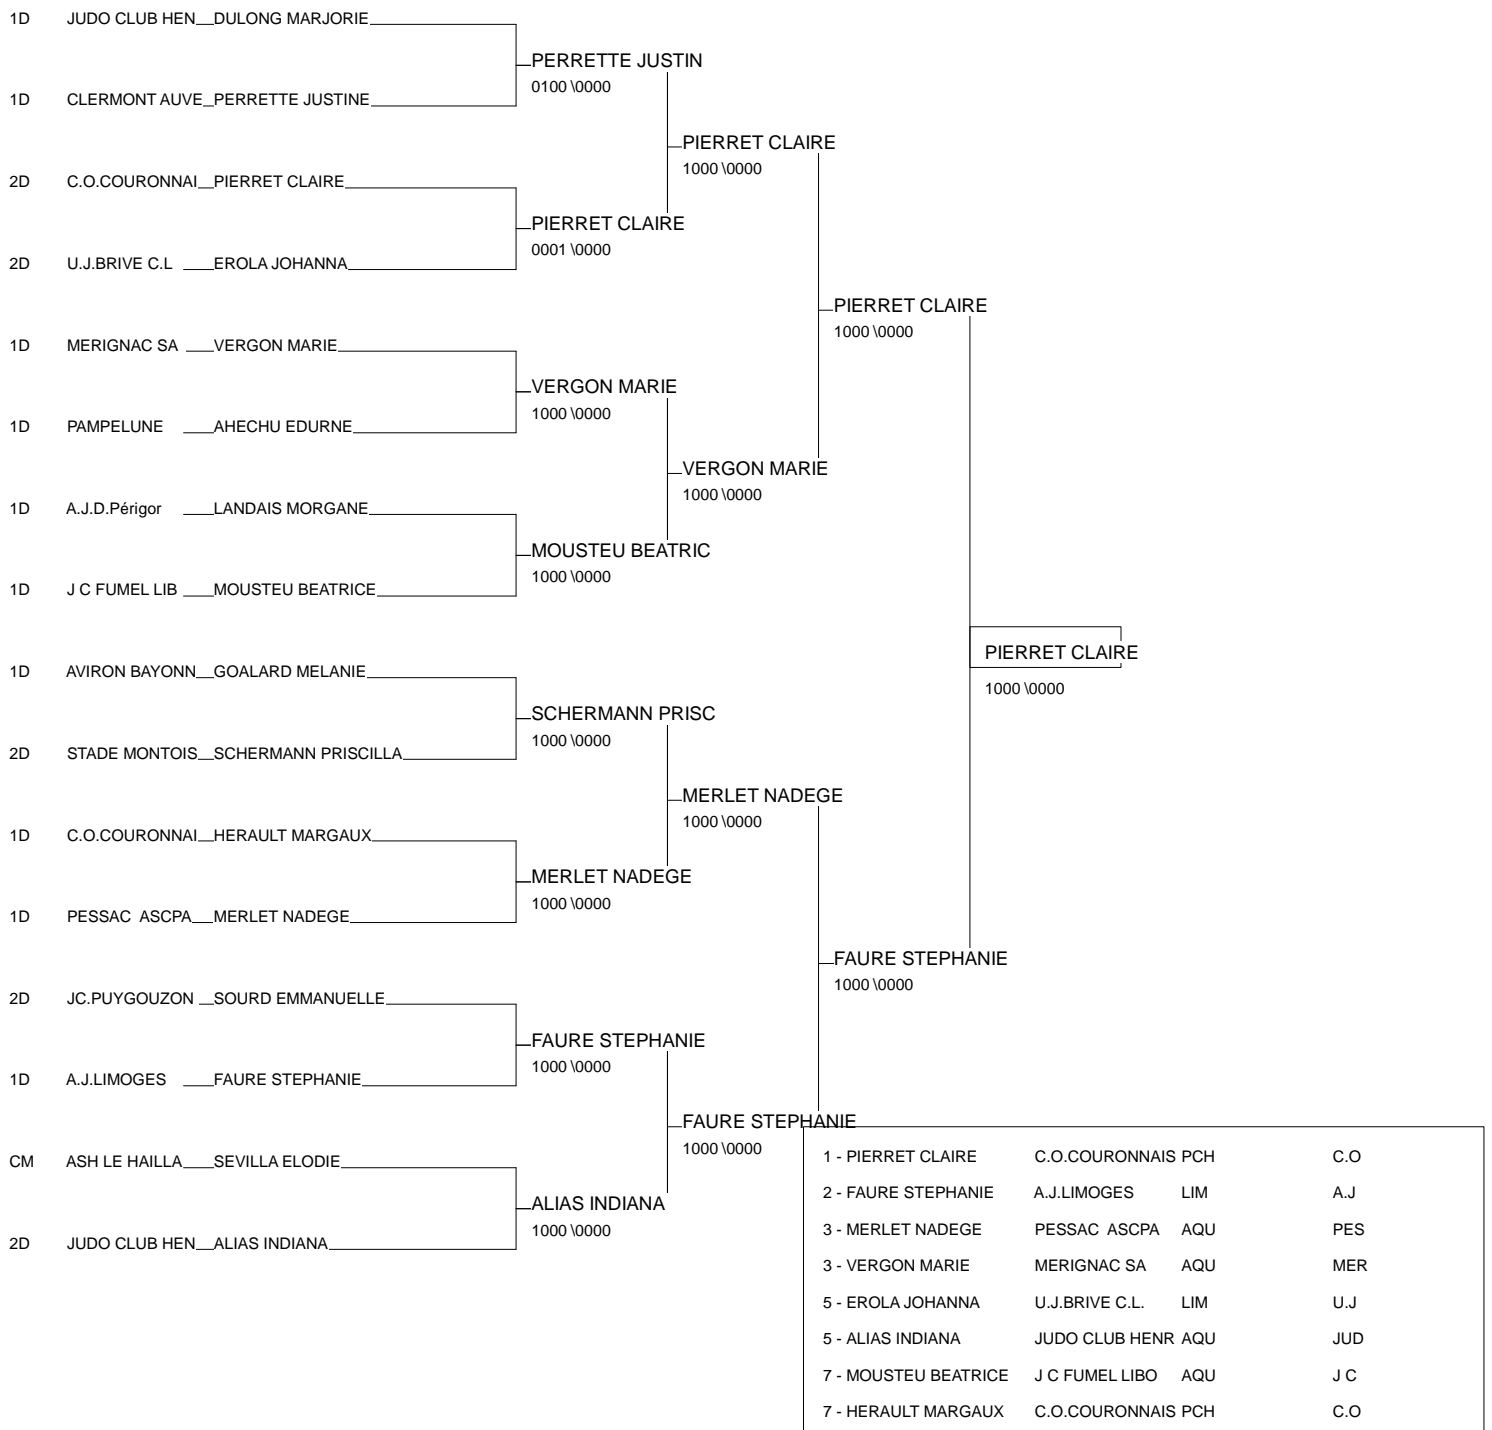 1D JUDO CLUB HEN DULONG MARJORIE
PERRETTE JUSTIN
0100 \0000
1D CLERMONT AUVE PERRETTE JUSTINE
PIERRET CLAIRE
1000 \0000
2D C.O.COURONNAI PIERRET CLAIRE
PIERRET CLAIRE
0001 \0000
2D U.J.BRIVE C.L EROLA JOHANNA
PIERRET CLAIRE
1000 \0000
1D MERIGNAC SA VERGON MARIE
VERGON MARIE
1000 \0000
1D PAMPELUNE AHECHU EDURNE
VERGON MARIE
1000 \0000
1D A.J.D.Périgor LANDAIS MORGANE
MOUSTEU BEATRIC
1000 \0000
1D J C FUMEL LIB MOUSTEU BEATRICE
PIERRET CLAIRE
1000 \0000
1D AVIRON BAYONN GOALARD MELANIE
SCHERMANN PRISC
1000 \0000
2D STADE MONTOIS SCHERMANN PRISCILLA
MERLET NADEGE
1000 \0000
1D C.O.COURONNAI HERAULT MARGAUX
MERLET NADEGE
1000 \0000
1D PESSAC ASCPA MERLET NADEGE
FAURE STEPHANIE
1000 \0000
2D JC.PUYGOUZON SOURD EMMANUELLE
FAURE STEPHANIE
1000 \0000
1D A.J.LIMOGES FAURE STEPHANIE
FAURE STEPHANIE
1000 \0000
CM ASH LE HAILLA SEVILLA ELODIE
ALIAS INDIANA
1000 \0000
2D JUDO CLUB HEN ALIAS INDIANA
1 - PIERRET CLAIRE C.O.COURONNAIS PCH C.O
2 - FAURE STEPHANIE A.J.LIMOGES LIM A.J
3 - MERLET NADEGE PESSAC ASCPA AQU PES
3 - VERGON MARIE MERIGNAC SA AQU MER
5 - EROLA JOHANNA U.J.BRIVE C.L. LIM U.J
5 - ALIAS INDIANA JUDO CLUB HENR AQU JUD
7 - MOUSTEU BEATRICE J C FUMEL LIBO AQU J C
7 - HERAULT MARGAUX C.O.COURONNAIS PCH C.O